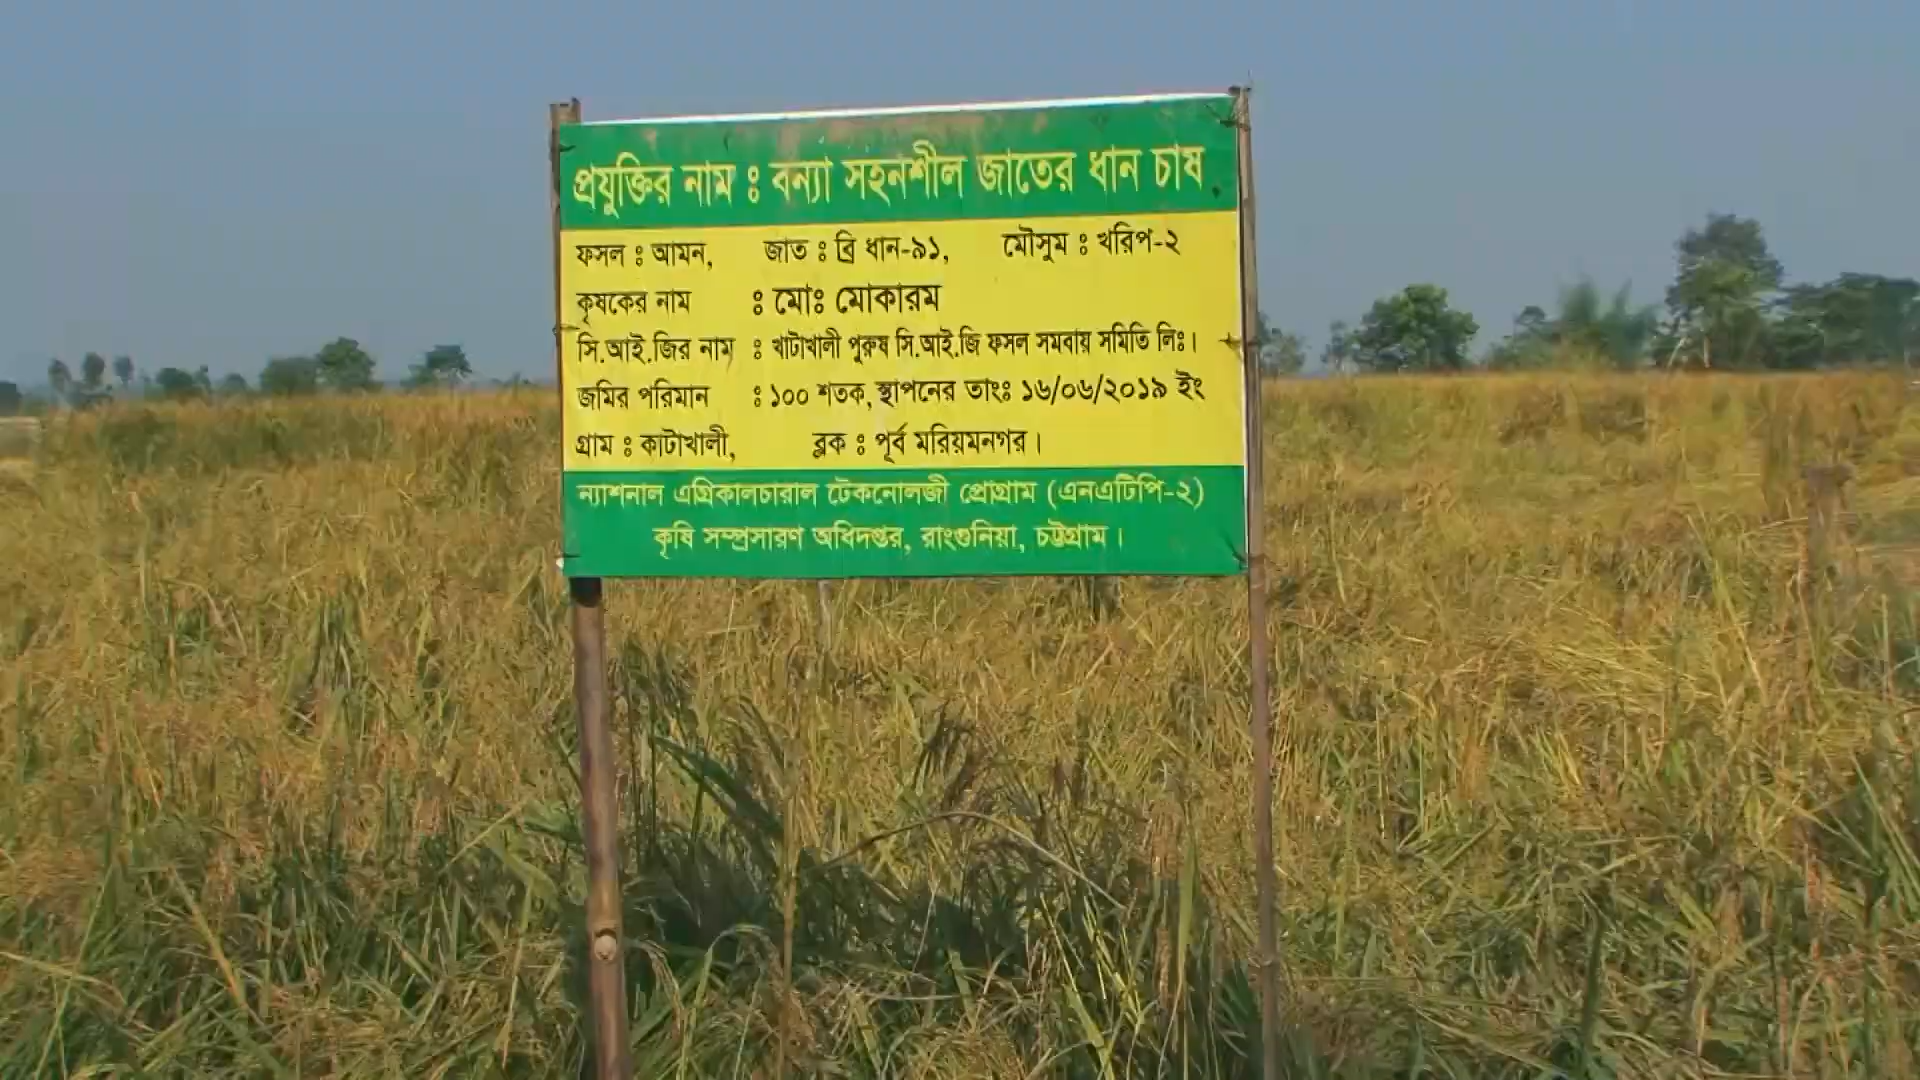 প্রযুক্তির নাম : বন্যা সহনশীল জাতের ধান চাষ
ফসল : আমন, জাত : ব্রি ধান-৯১, মৌসুম : খরিপ-২
কৃষকের নাম : মোঃ মোকারম
সি.আই.জির নাম : খাটাখালী পুরুষ সি.আই.জি ফসল সমবায় সমিতি লিঃ।
জমির পরিমান : ১০০ শতক, স্থাপনের তাংঃ ১৬/০৬/২০১৯ ইং
গ্রাম : কাটাখালী, ব্লক : পূর্ব মরিয়মনগর।
ন্যাশনাল এগ্রিকালচারাল টেকনোলজী প্রোগ্রাম (এনএটিপি-২)
কৃষি সম্প্রসারণ অধিদপ্তর, রাংগুনিয়া, চট্টগ্রাম।